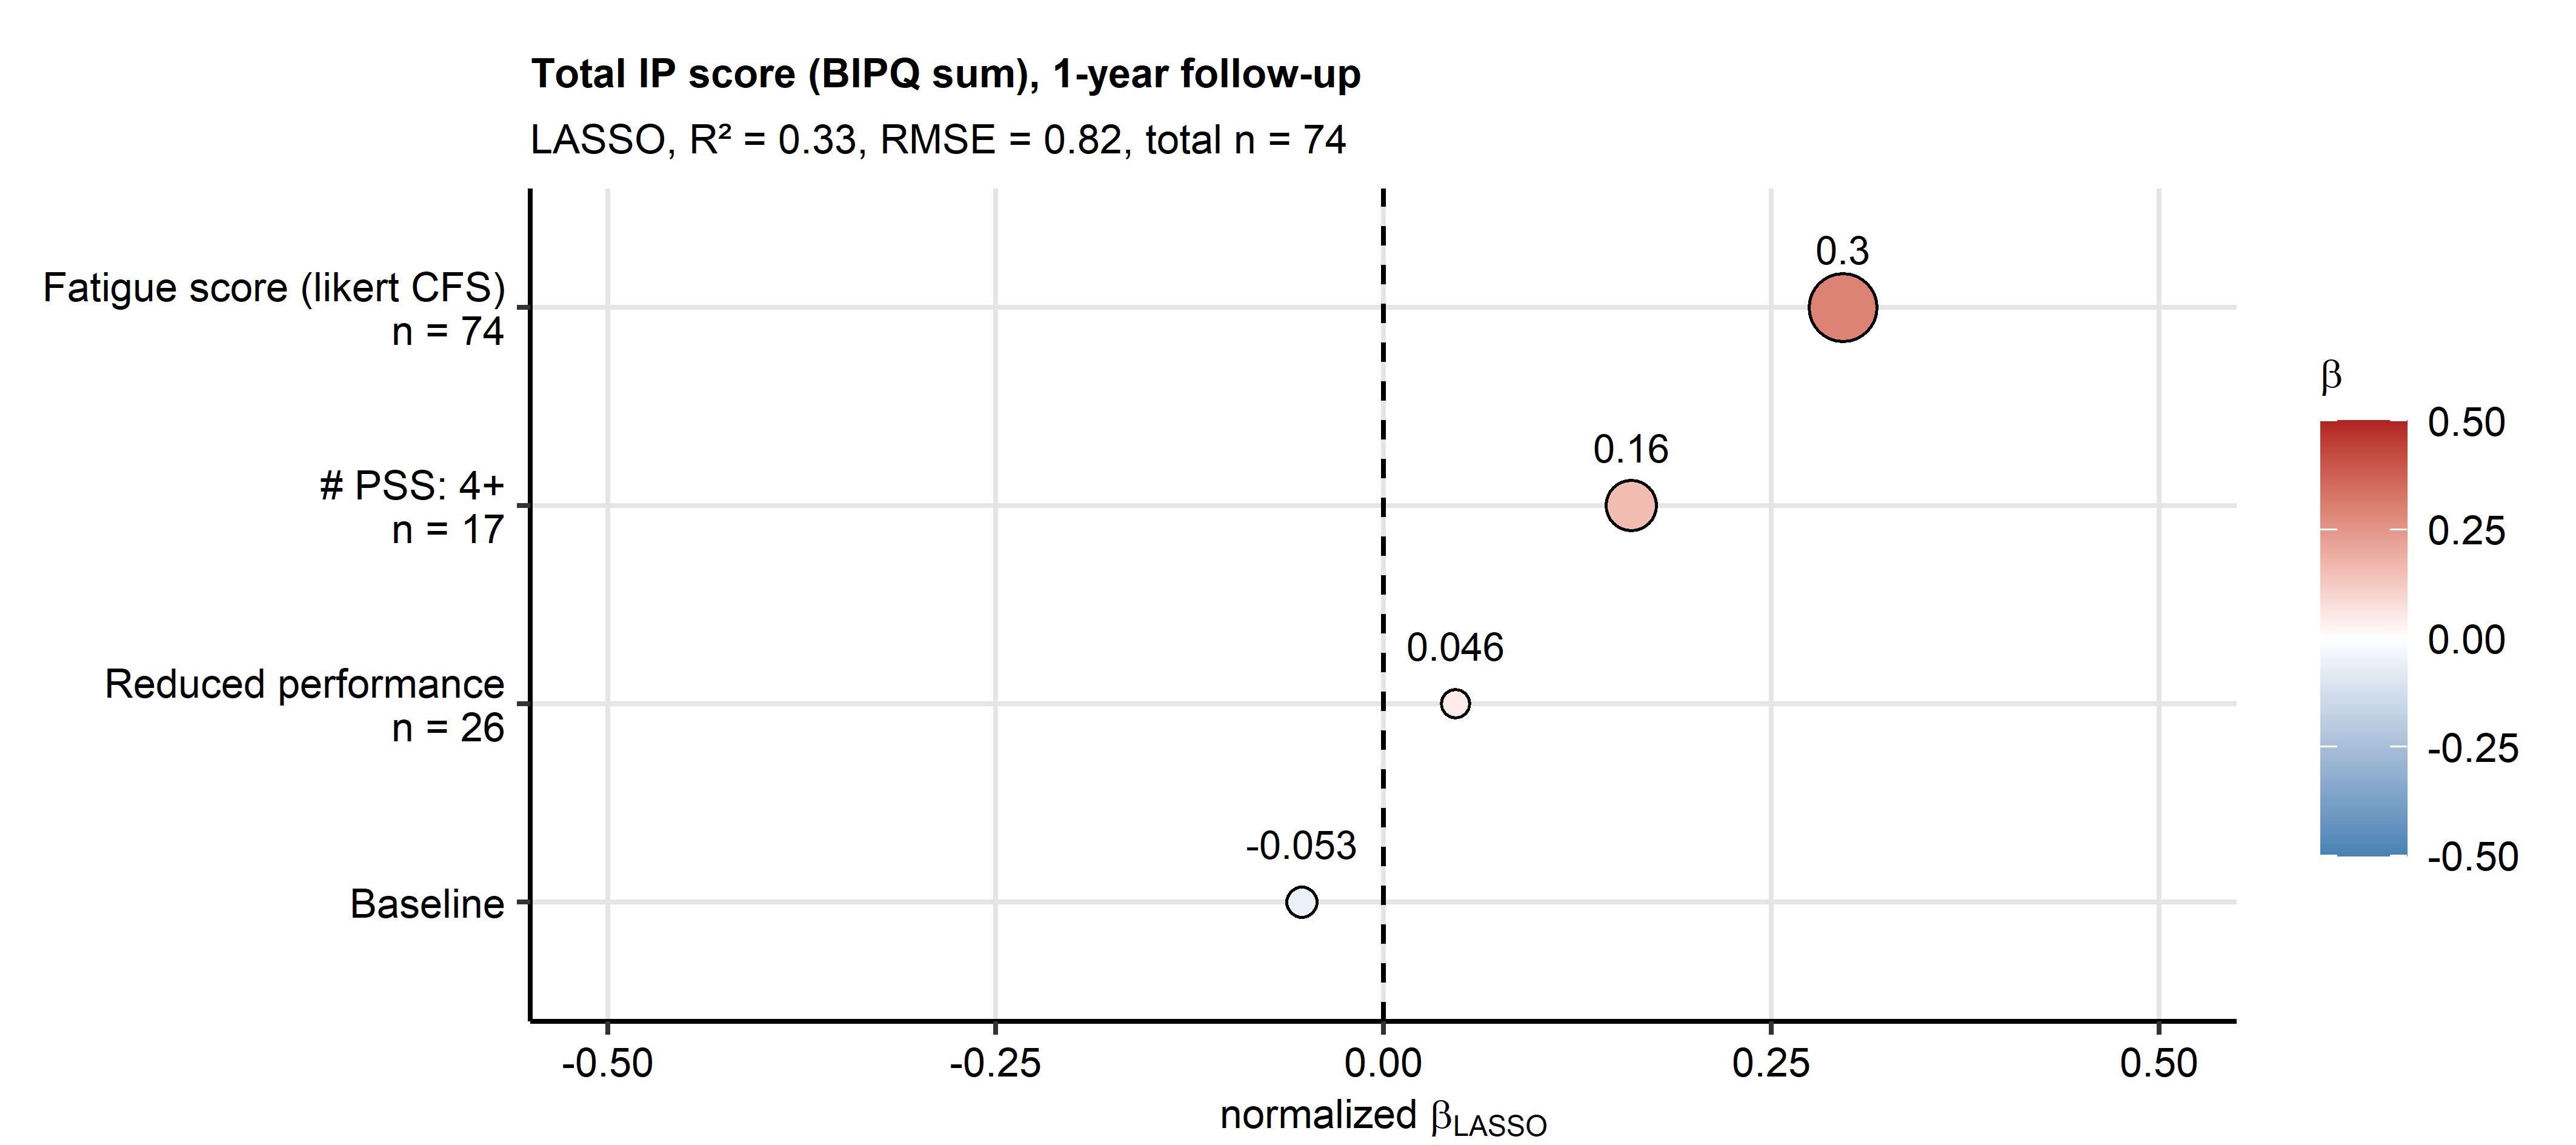 Total IP score (BIPQ sum), 1-year follow-up
LASSO, R² = 0.33, RMSE = 0.82, total n = 74
Fatigue score (likert CFS)
n = 74
0.3
# PSS: 4+
n = 17
0.16
Reduced performance
n = 26
0.046
Baseline
-0.053
-0.50
-0.25
0.00
0.25
0.50
normalized βLASSO
β
0.50
0.25
0.00
-0.25
-0.50